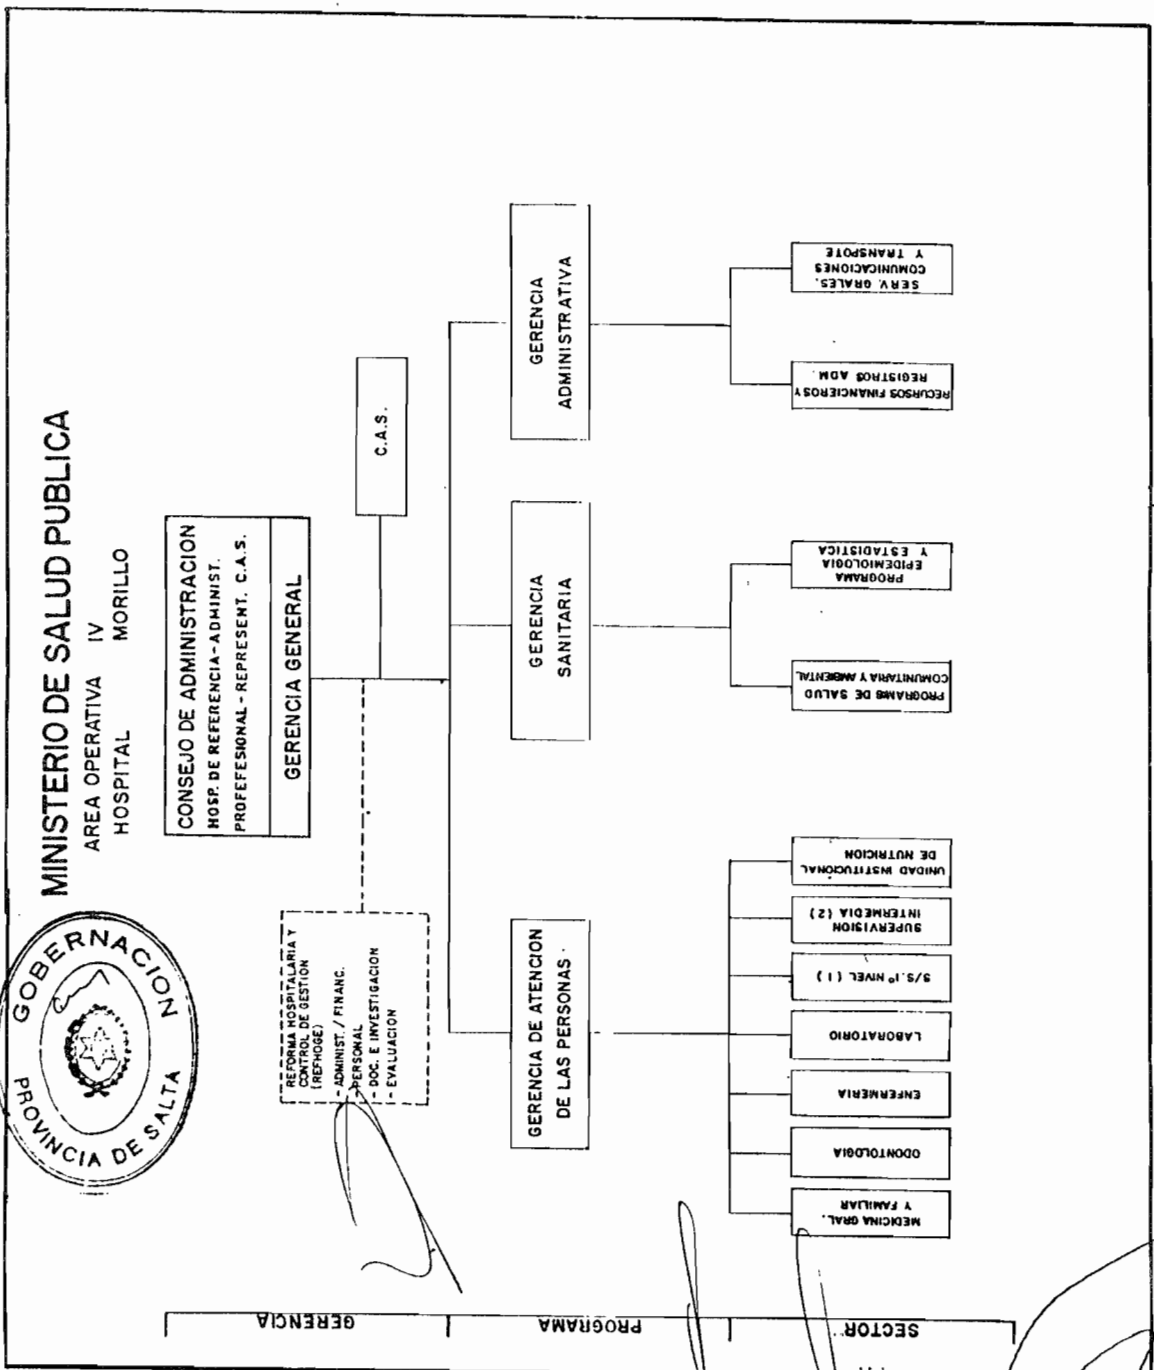 GOBERNACION
PROVINCIA DE SALTA
MINISTERIO DE SALUD PUBLICA
AREA OPERATIVA IV
HOSPITAL MORILLO
CONSEJO DE ADMINISTRACION
HOSP. DE REFERENCIA-ADMINIST.
PROFEFESIONAL-REPRESENT. C.A.S.
GERENCIA GENERAL
C.A.S.
REFORMA HOSPITALARIA Y
CONTROL DE GESTION
(REFHOGE)
- ADMINIST./FINANC.
PERSONAL
- DOC. E INVESTIGACION
- EVALUACION
GERENCIA DE ATENCION
DE LAS PERSONAS
GERENCIA
SANITARIA
GERENCIA
ADMINISTRATIVA
MEDICINA GRAL.
Y FAMILIAR
ODONTOLOGIA
ENFERMERIA
LABORATORIO
S/S. 1º NIVEL (1)
SUPERVISION
INTERMEDIA (2)
UNIDAD INSTITUCIONAL
DE NUTRICION
PROGRAMA DE SALUD
COMUNITARIA Y AMBIENTAL
PROGRAMA
EPIDEMIOLOGIA
Y ESTADISTICA
RECURSOS FINANCIEROS Y
REGISTROS ADM.
SERV. GRALES.
COMUNICACIONES
Y TRANSPOTE
GERENCIA
PROGRAMA
SECTOR